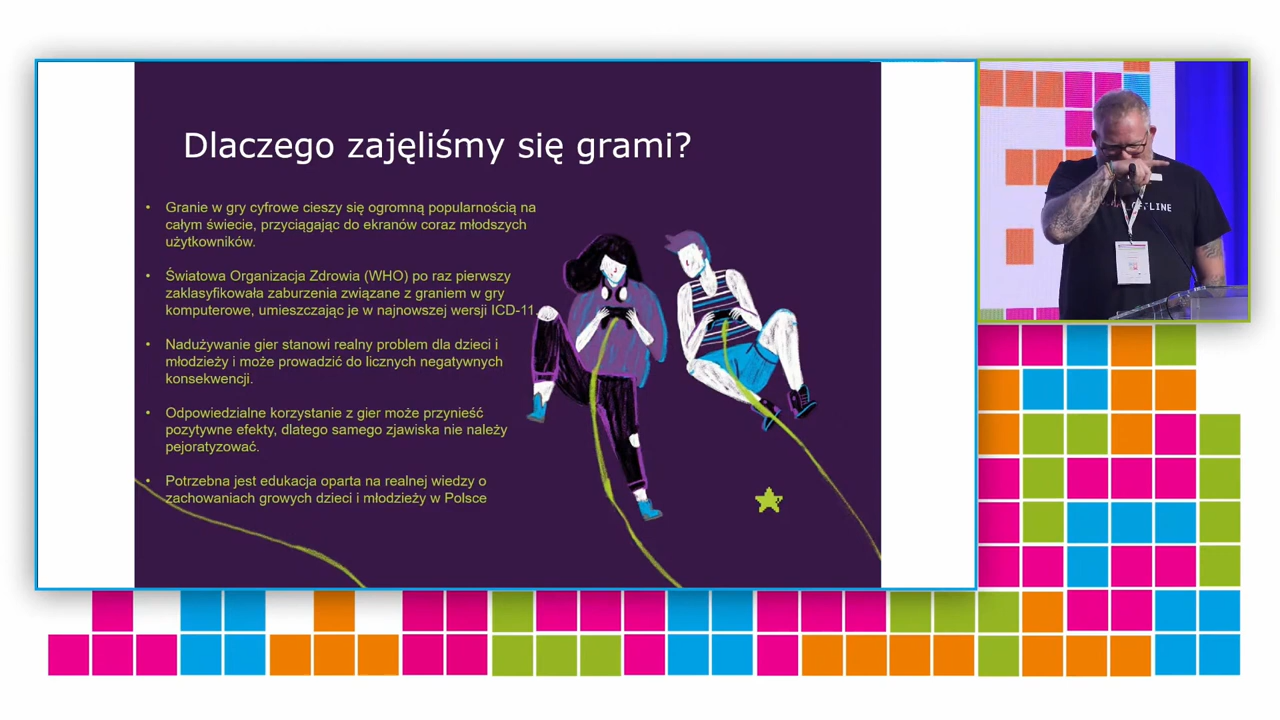 Dlaczego zajęliśmy się grami?
• Granie w gry cyfrowe cieszy się ogromną popularnością na
całym świecie, przyciągając do ekranów coraz młodszych
użytkowników.
• Światowa Organizacja Zdrowia (WHO) po raz pierwszy
zaklasyfikowała zaburzenia związane z graniem w gry
komputerowe, umieszczając je w najnowszej wersji ICD-11.
• Nadużywanie gier stanowi realny problem dla dzieci i
młodzieży i może prowadzić do licznych negatywnych
konsekwencji.
• Odpowiedzialne korzystanie z gier może przynieść
pozytywne efekty, dlatego samego zjawiska nie należy
pejoratyzować.
• Potrzebna jest edukacja oparta na realnej wiedzy o
zachowaniach growych dzieci i młodzieży w Polsce